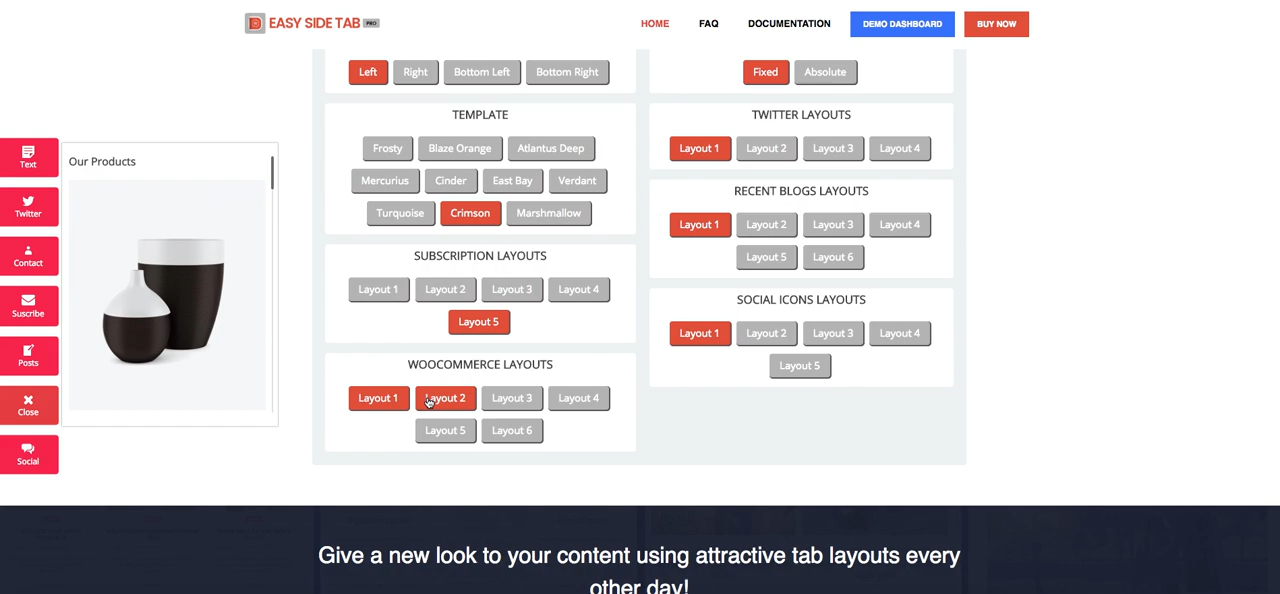 EASY SIDE TAB PRO
HOME FAQ DOCUMENTATION DEMO DASHBOARD BUY NOW
Left Right Bottom Left Bottom Right
Fixed Absolute
TEMPLATE
Frosty Blaze Orange Atlantus Deep
Mercurius Cinder East Bay Verdant
Turquoise Crimson Marshmallow
TWITTER LAYOUTS
Layout 1 Layout 2 Layout 3 Layout 4
RECENT BLOGS LAYOUTS
Layout 1 Layout 2 Layout 3 Layout 4
Layout 5 Layout 6
SUBSCRIPTION LAYOUTS
Layout 1 Layout 2 Layout 3 Layout 4
Layout 5
SOCIAL ICONS LAYOUTS
Layout 1 Layout 2 Layout 3 Layout 4
Layout 5
WOOCOMMERCE LAYOUTS
Layout 1 Layout 2 Layout 3 Layout 4
Layout 5 Layout 6
Text
Twitter
Contact
Suscribe
Posts
Close
Social
Our Products
Give a new look to your content using attractive tab layouts every
other day!